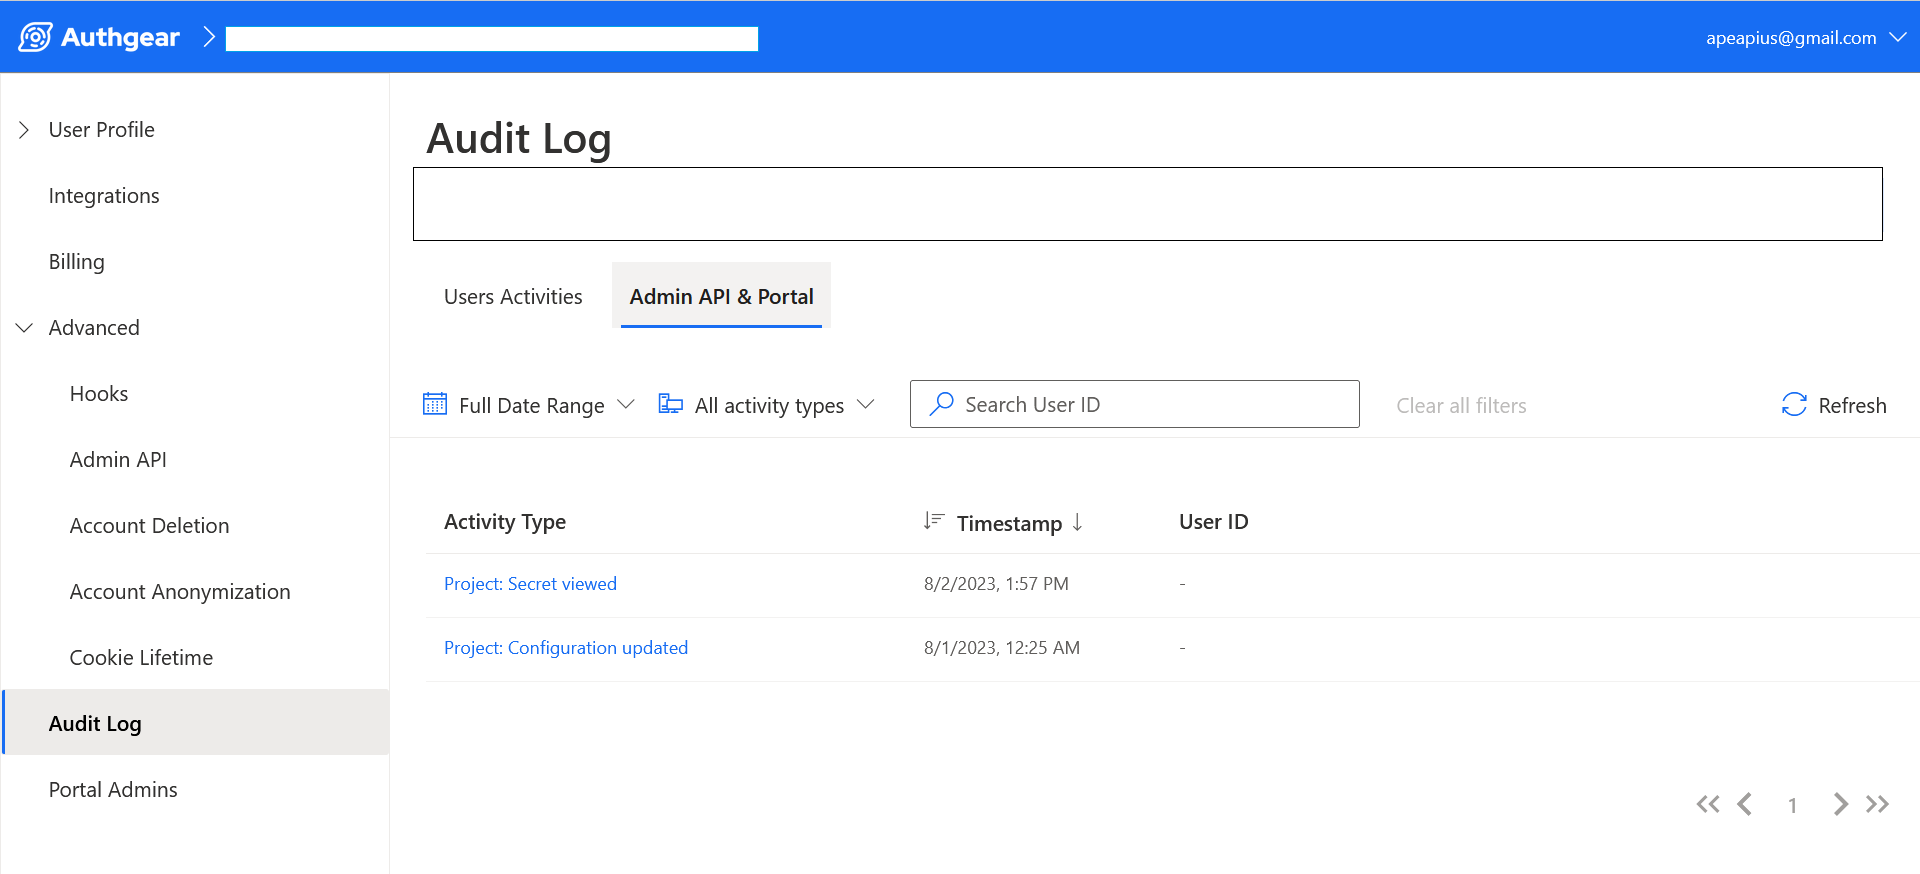 Authgear
apeapius@gmail.com
User Profile
Integrations
Billing
Advanced
Hooks
Admin API
Account Deletion
Account Anonymization
Cookie Lifetime
Audit Log
Portal Admins
Audit Log
Users Activities Admin API & Portal
Full Date Range All activity types Search User ID Clear all filters Refresh
Activity Type Timestamp User ID
Project: Secret viewed 8/2/2023, 1:57 PM -
Project: Configuration updated 8/1/2023, 12:25 AM -
1